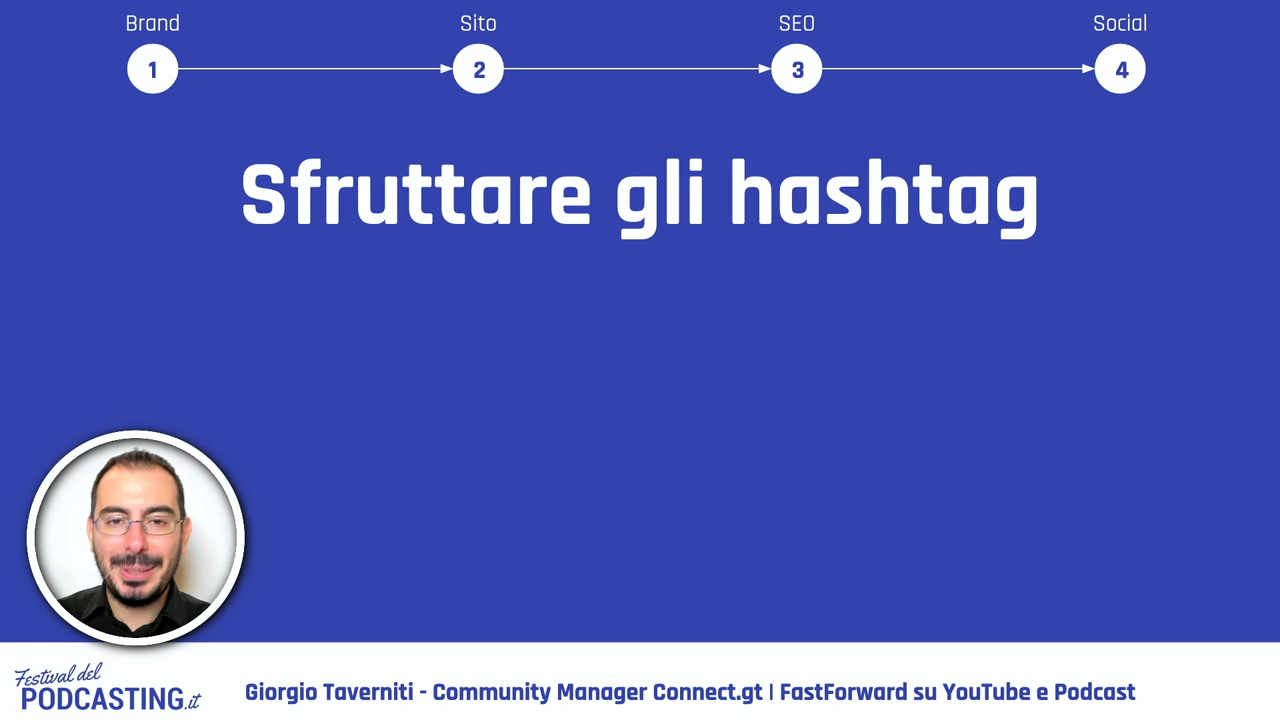 Brand Sito SEO Social
1 2 3 4
Sfruttare gli hashtag
Festival del
PODCASTING.it
Giorgio Taverniti - Community Manager Connect.gt | FastForward su YouTube e Podcast